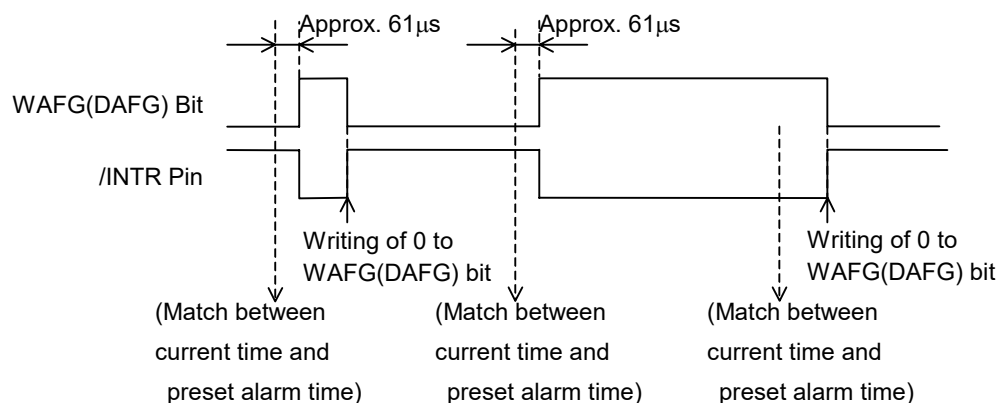 Approx. 61μs
Approx. 61μs
WAFG(DAFG) Bit
/INTR Pin
Writing of 0 to
WAFG(DAFG) bit
Writing of 0 to
WAFG(DAFG) bit
(Match between
current time and
preset alarm time)
(Match between
current time and
preset alarm time)
(Match between
current time and
preset alarm time)